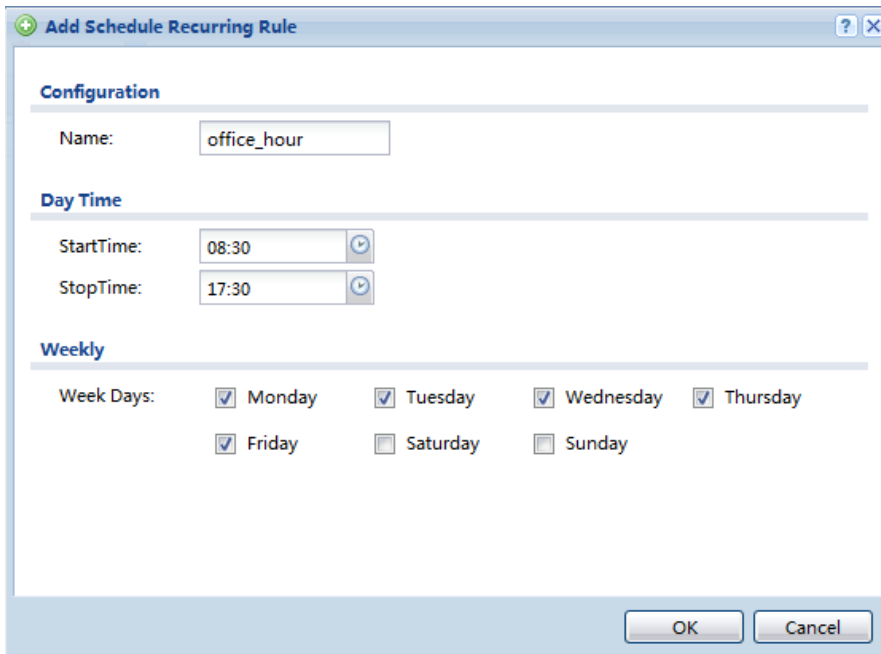 Add Schedule Recurring Rule ?
Configuration
Name: office_hour
Day Time
StartTime: 08:30
StopTime: 17:30
Weekly
Week Days: Monday Tuesday Wednesday Thursday
Friday Saturday Sunday
OK Cancel